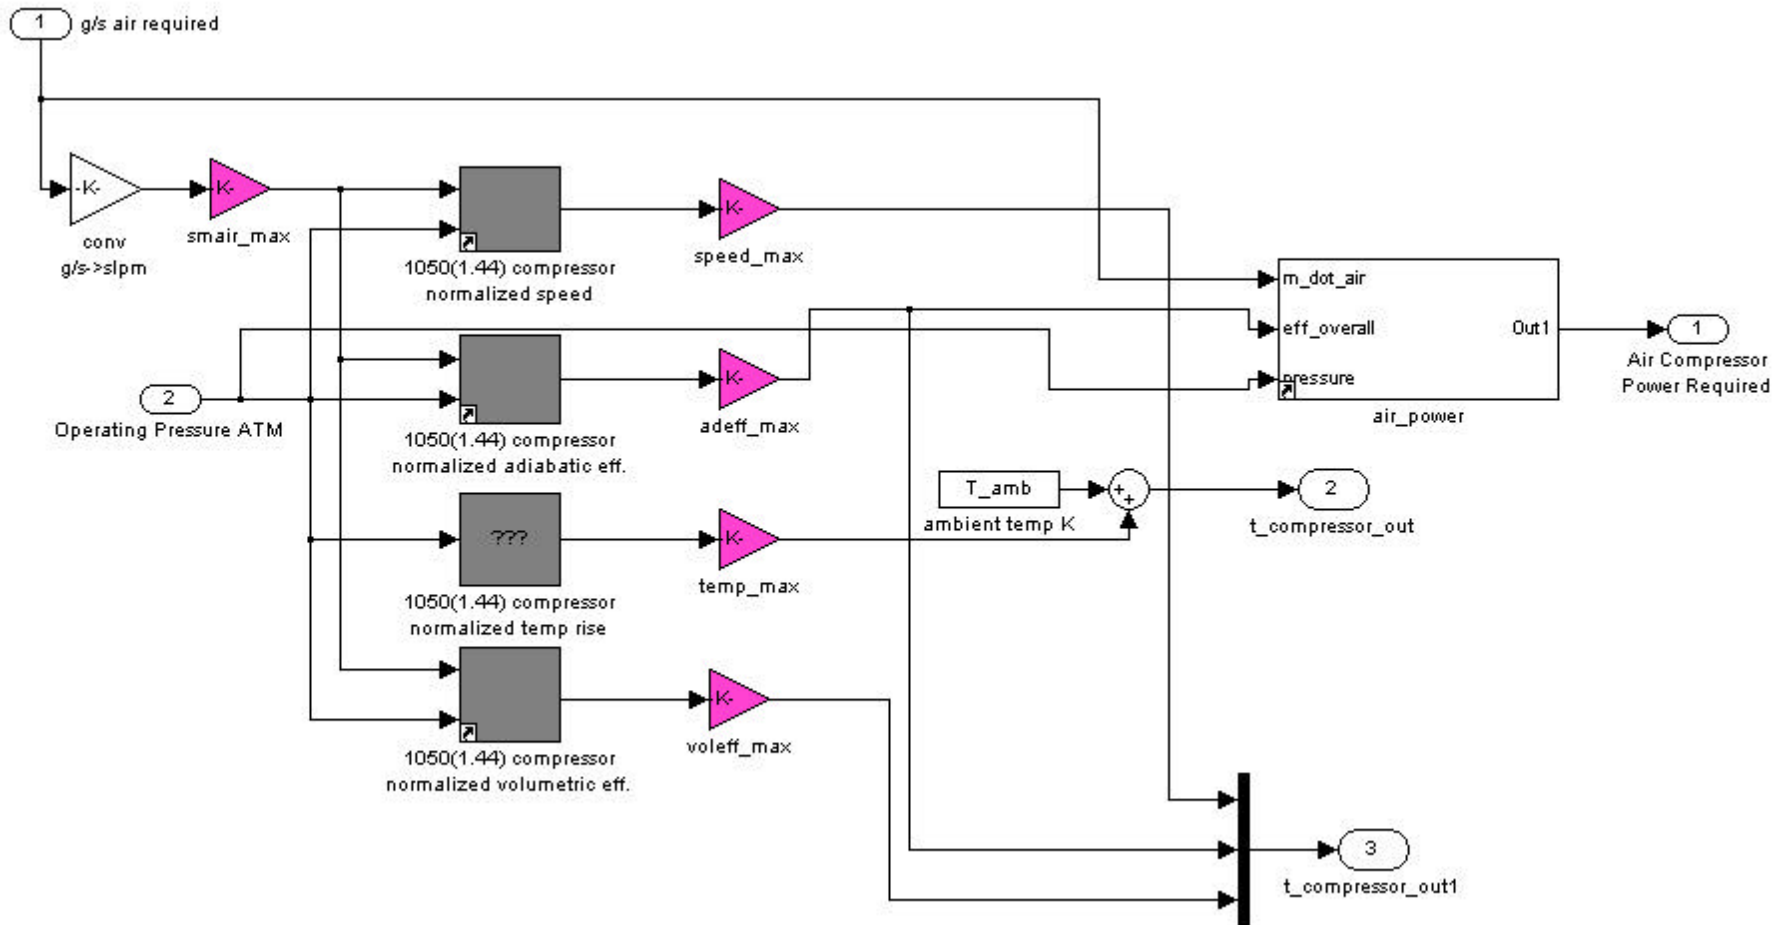 1
g/s air required
-K-
conv
g/s->slpm
K-
smair_max
1050(1.44) compressor
normalized speed
K-
speed_max
m_dot_air
eff_overall
pressure
Out1
air_power
1
Air Compressor
Power Required
2
Operating Pressure ATM
1050(1.44) compressor
normalized adiabatic eff.
K-
adeff_max
T_amb
ambient temp K
+
+
2
t_compressor_out
???
1050(1.44) compressor
normalized temp rise
K-
temp_max
1050(1.44) compressor
normalized volumetric eff.
K-
voleff_max
3
t_compressor_out1